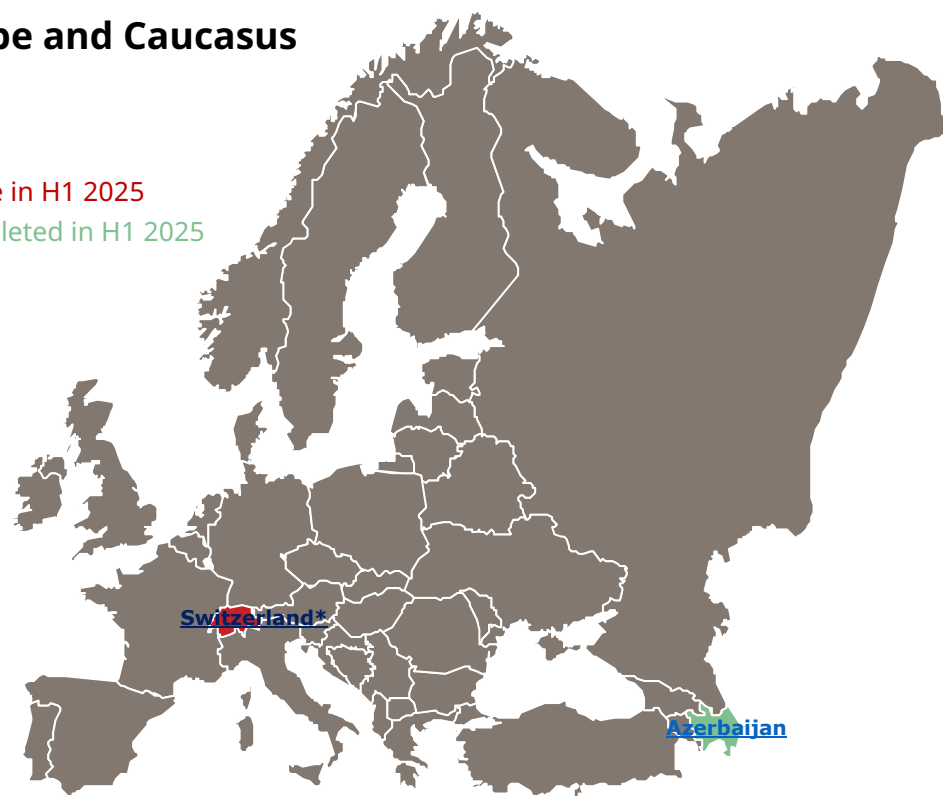 pe and Caucasus
e in H1 2025
leted in H1 2025
Switzerland*
Azerbaijan